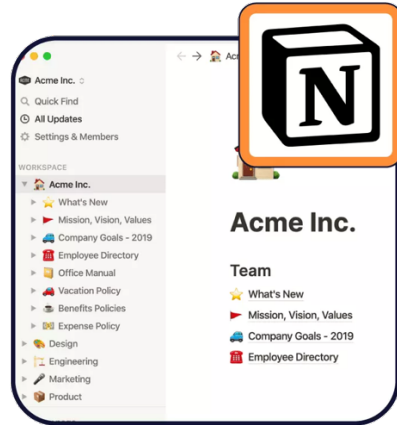 Acme Inc.
Quick Find
All Updates
Settings & Members
WORKSPACE
Acme Inc.
What's New
Mission, Vision, Values
Company Goals - 2019
Employee Directory
Office Manual
Vacation Policy
Benefits Policies
Expense Policy
Design
Engineering
Marketing
Product
N
Acme Inc.
Team
What's New
Mission, Vision, Values
Company Goals - 2019
Employee Directory